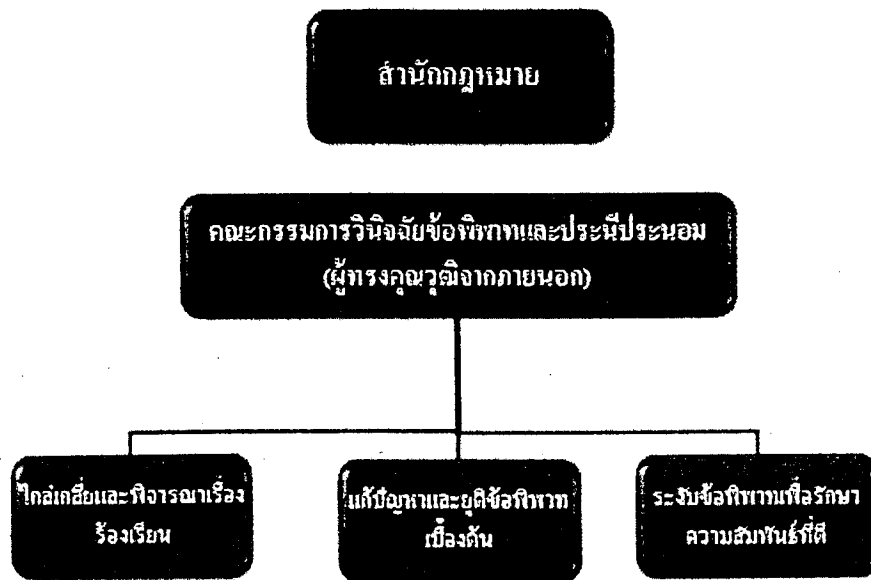 สำนักกฎหมาย
คณะกรรมการวินิจฉัยข้อพิพาทและประนีประนอม
(ผู้ทรงคุณวุฒิจากภายนอก)
ไกล่เกลี่ยและพิจารณาเรื่อง
ร้องเรียน
แก้ปัญหาและยุติข้อพิพาท
เบื้องต้น
ระงับข้อพิพาทเพื่อรักษา
ความสัมพันธ์ที่ดี